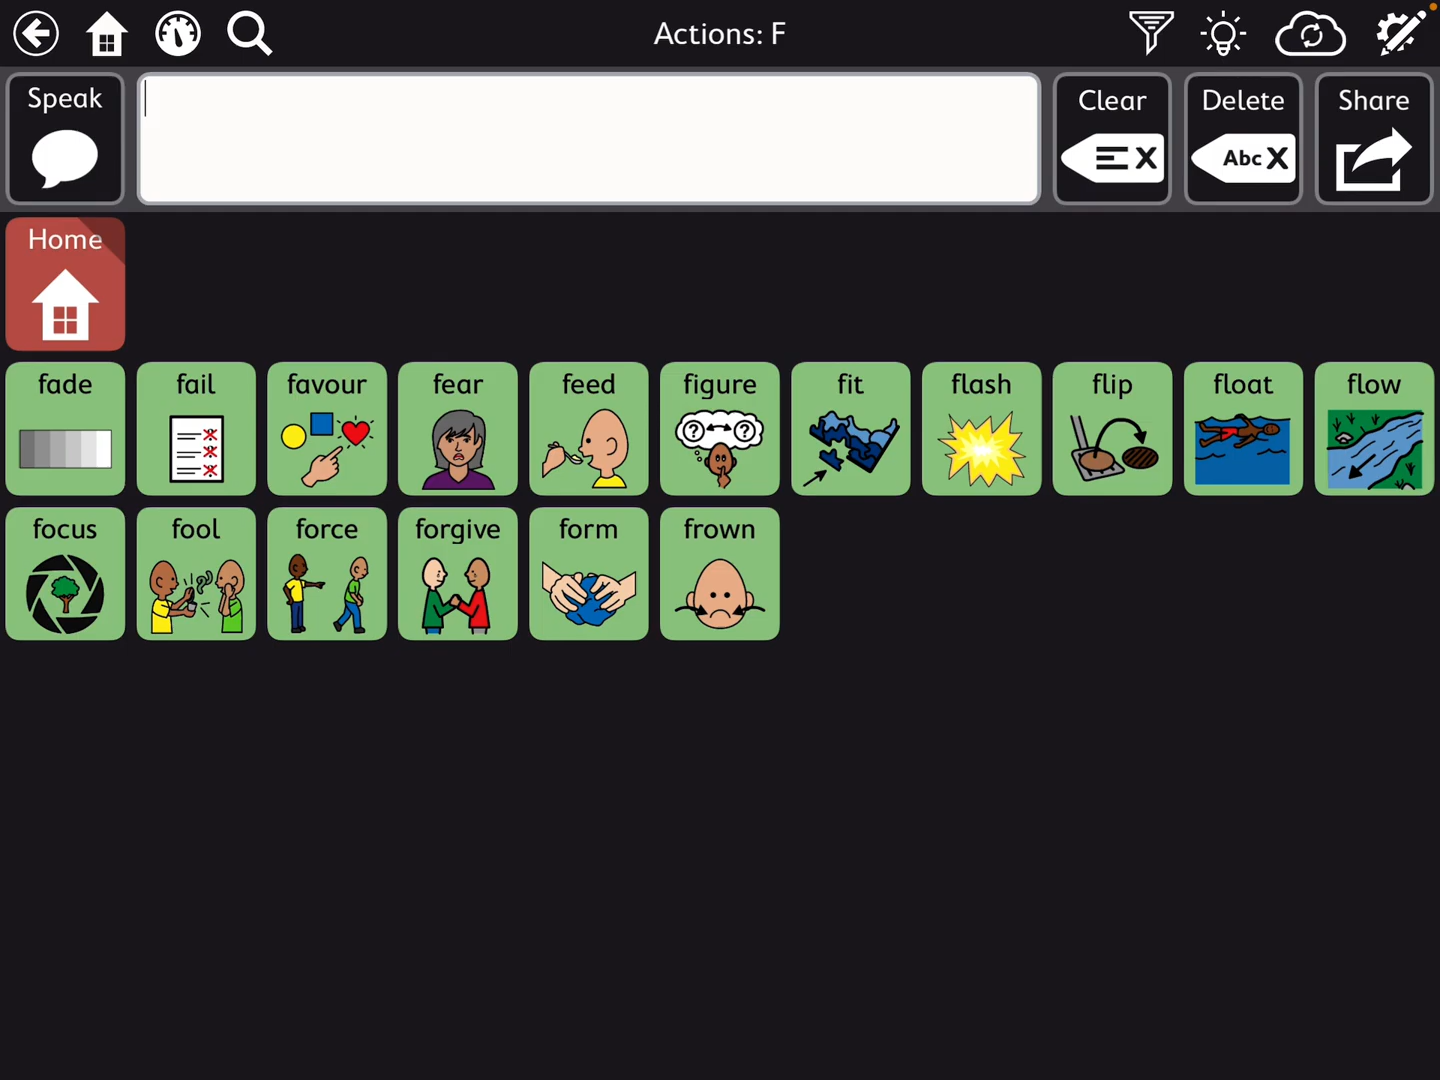 Actions: F
Speak
Clear
Delete
Abc X
Share
Home
fade
fail
favour
fear
feed
figure
fit
flash
flip
float
flow
focus
fool
force
forgive
form
frown